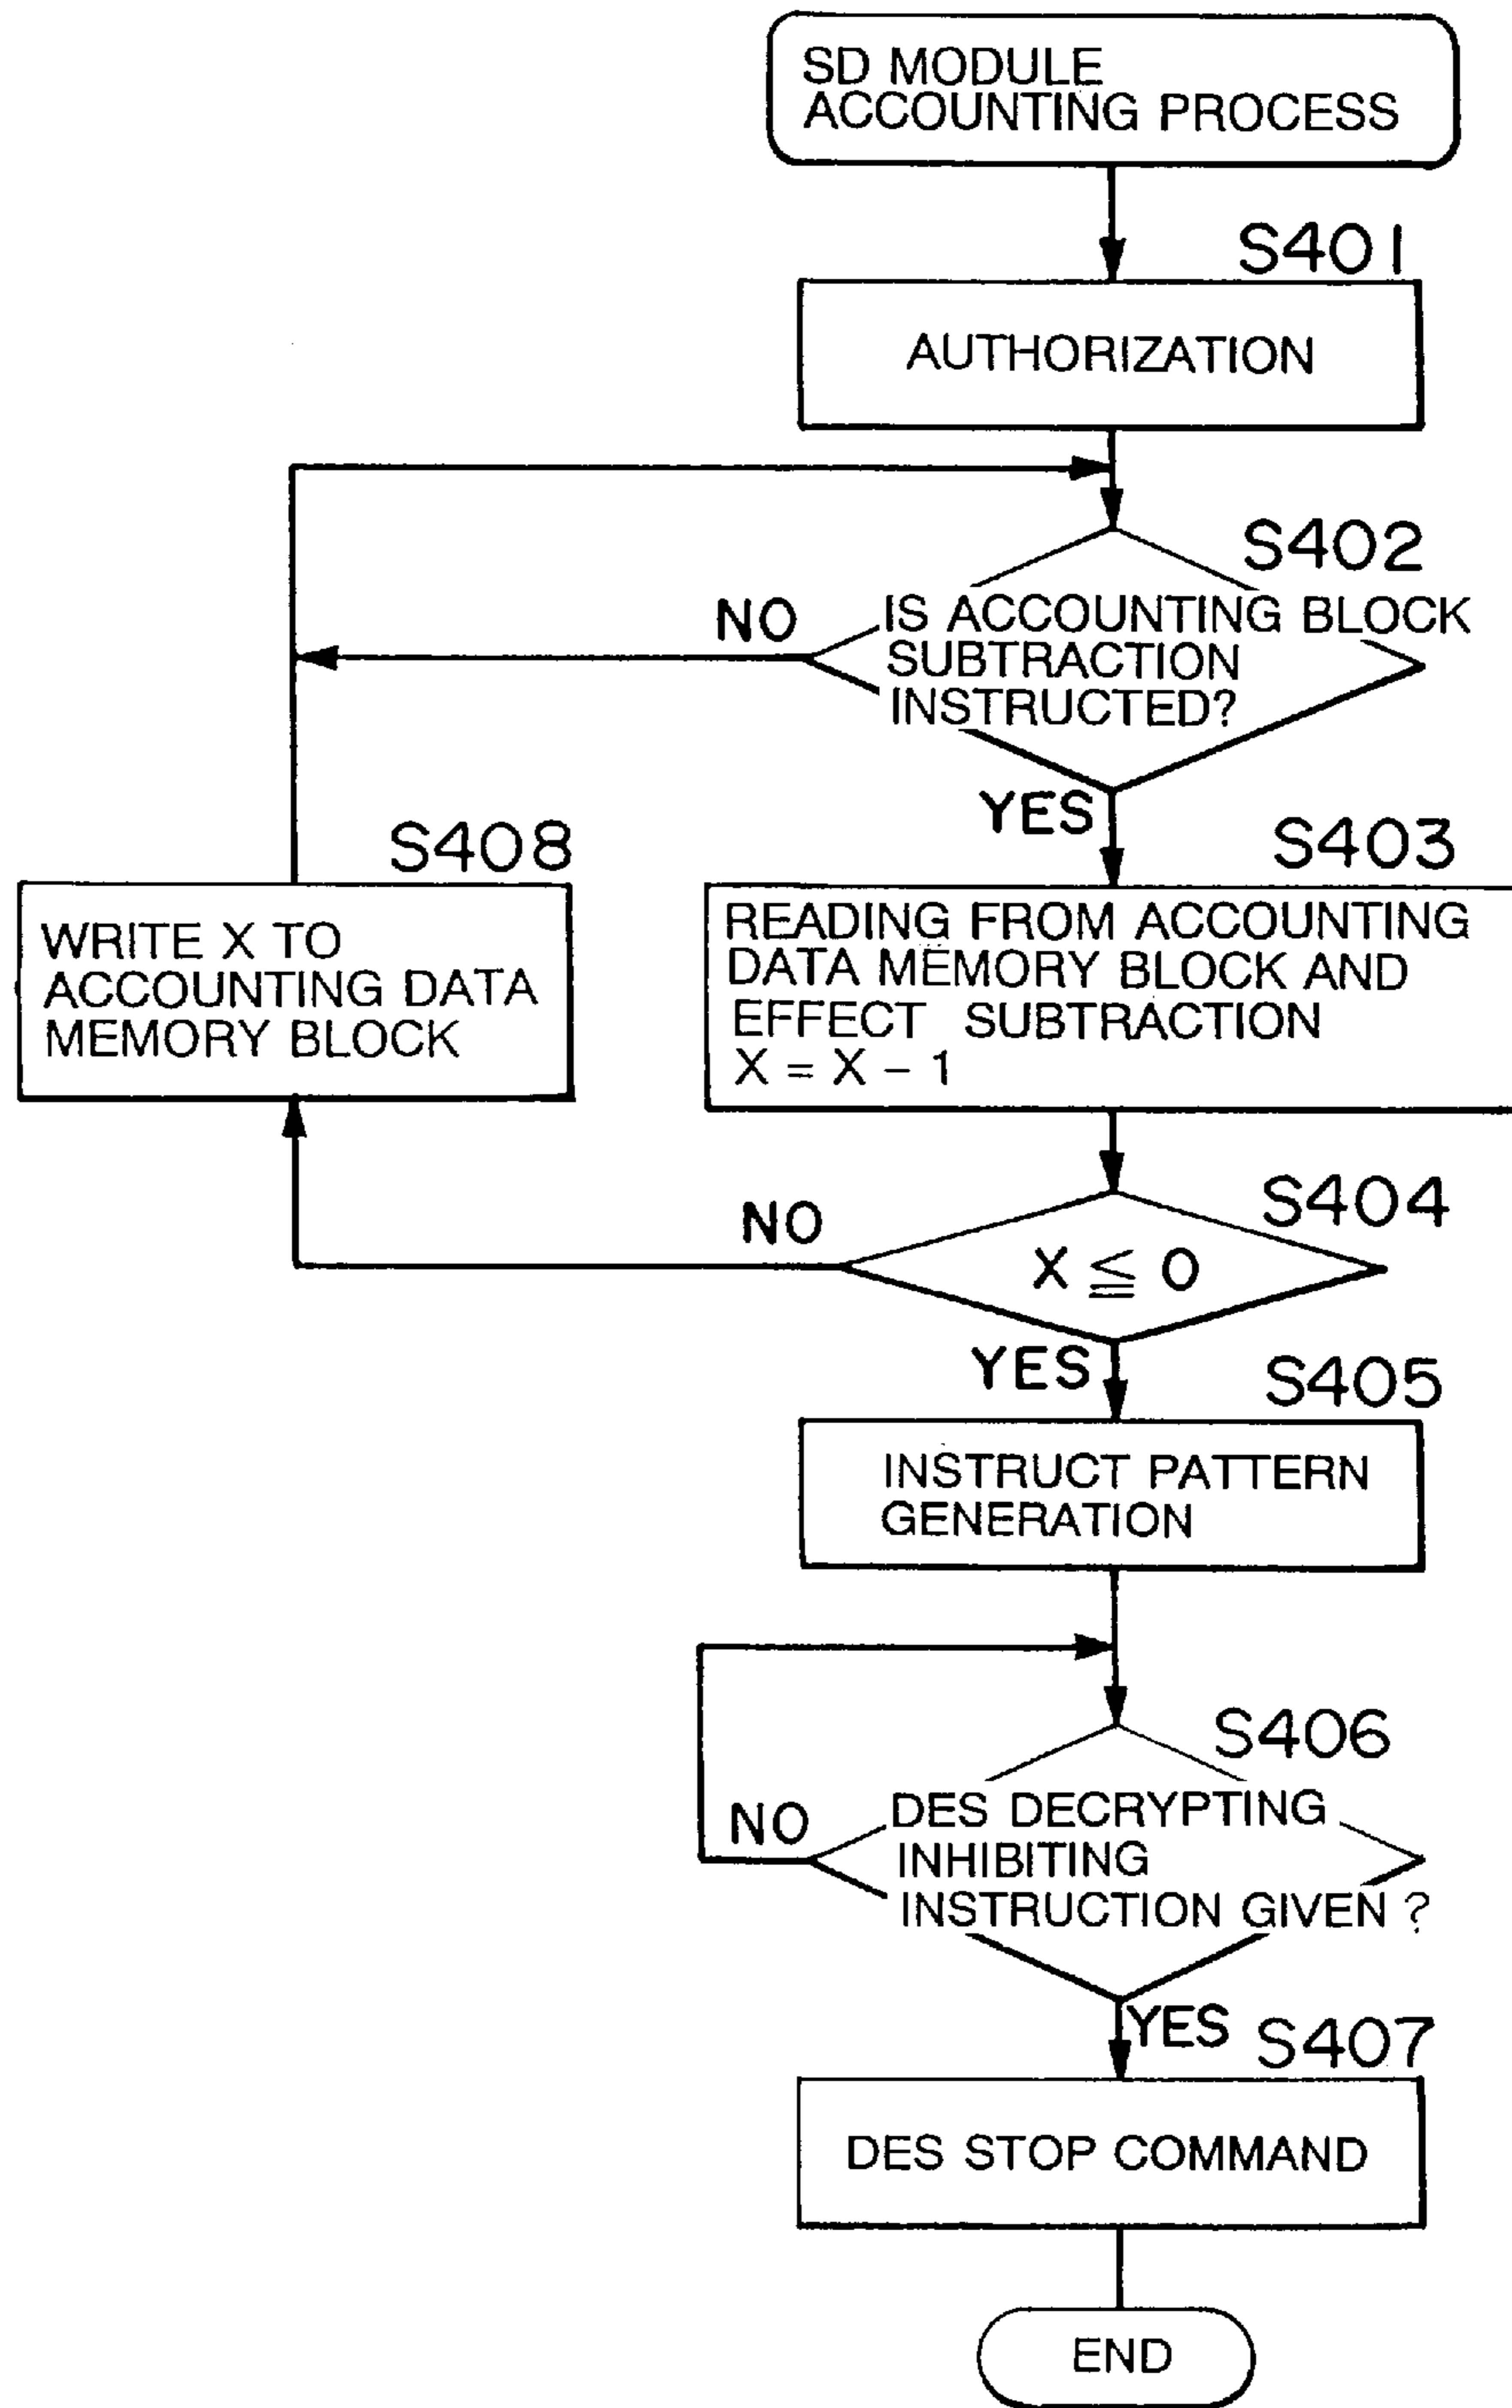 SD MODULE
ACCOUNTING PROCESS
S401
AUTHORIZATION
S402
NO
IS ACCOUNTING BLOCK
SUBTRACTION
INSTRUCTED?
YES
S408
S403
WRITE X TO
ACCOUNTING DATA
MEMORY BLOCK
READING FROM ACCOUNTING
DATA MEMORY BLOCK AND
EFFECT SUBTRACTION
X = X - 1
S404
NO
X ≦ 0
YES
S405
INSTRUCT PATTERN
GENERATION
S406
NO
DES DECRYPTING
INHIBITING
INSTRUCTION GIVEN ?
YES
S407
DES STOP COMMAND
END